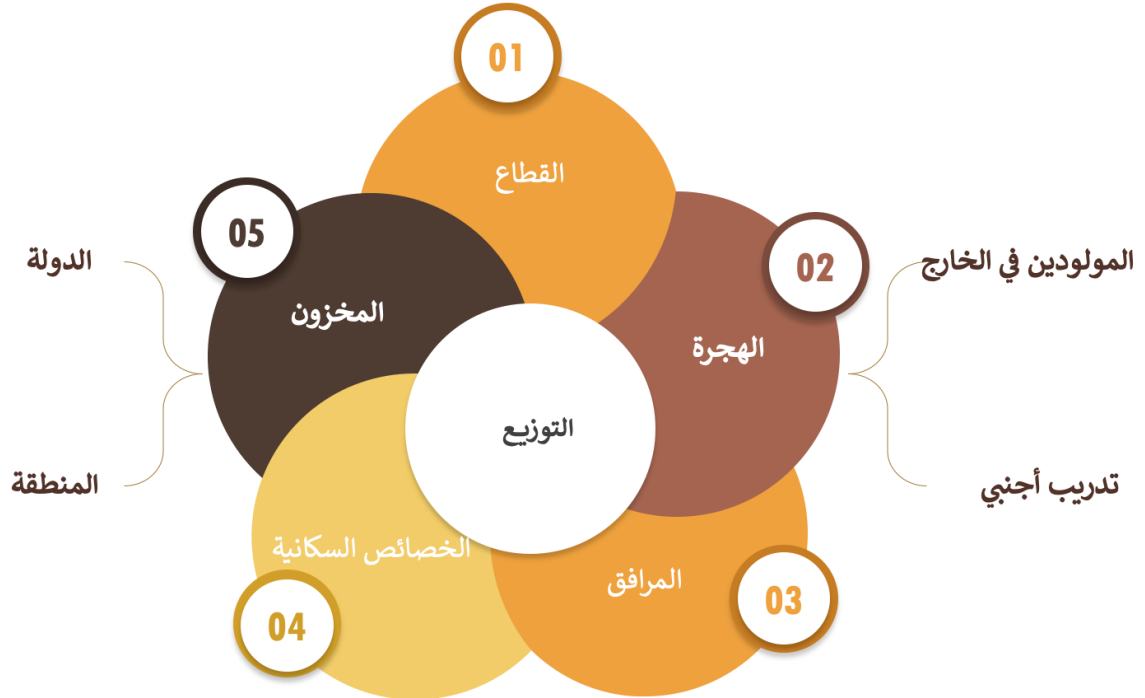 01
القطاع
02
الهجرة
المولودين في الخارج
تدريب أجنبي
03
المرافق
04
الخصائص السكانية
05
المخزون
الدولة
المنطقة
التوزيع